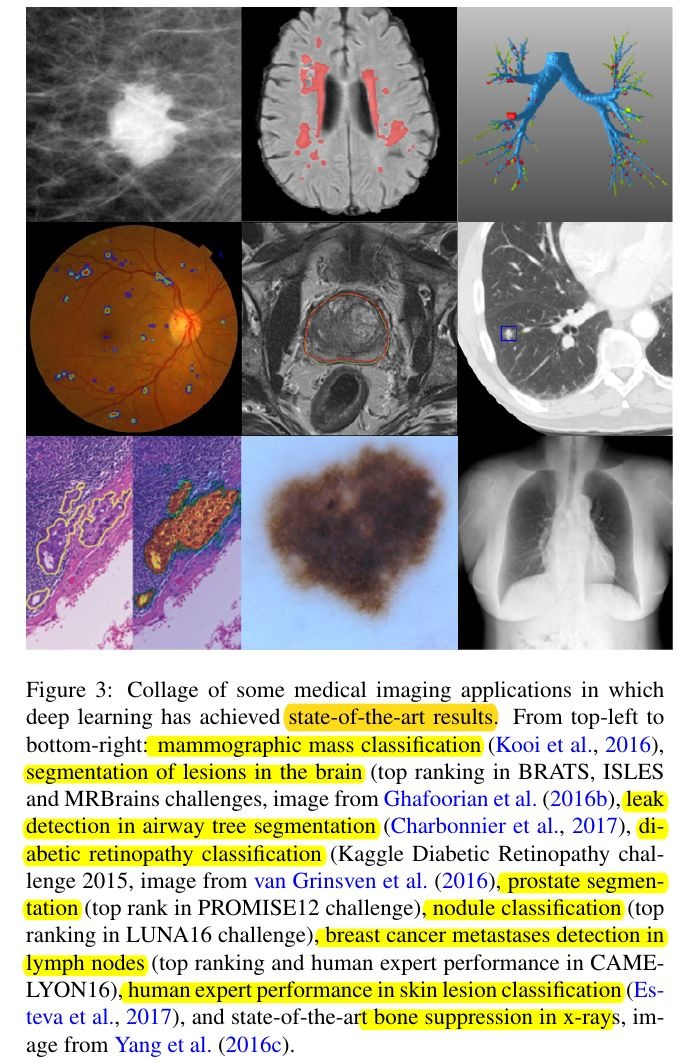 Figure 3: Collage of some medical imaging applications in which
deep learning has achieved state-of-the-art results. From top-left to
bottom-right: mammographic mass classification (Kooi et al., 2016),
segmentation of lesions in the brain (top ranking in BRATS, ISLES
and MRBrains challenges, image from Ghafoorian et al. (2016b), leak
detection in airway tree segmentation (Charbonnier et al., 2017), di-
abetic retinopathy classification (Kaggle Diabetic Retinopathy chal-
lenge 2015, image from van Grinsven et al. (2016), prostate segmen-
tation (top rank in PROMISE12 challenge), nodule classification (top
ranking in LUNA16 challenge), breast cancer metastases detection in
lymph nodes (top ranking and human expert performance in CAME-
LYON16), human expert performance in skin lesion classification (Es-
teva et al., 2017), and state-of-the-art bone suppression in x-rays, im-
age from Yang et al. (2016c).